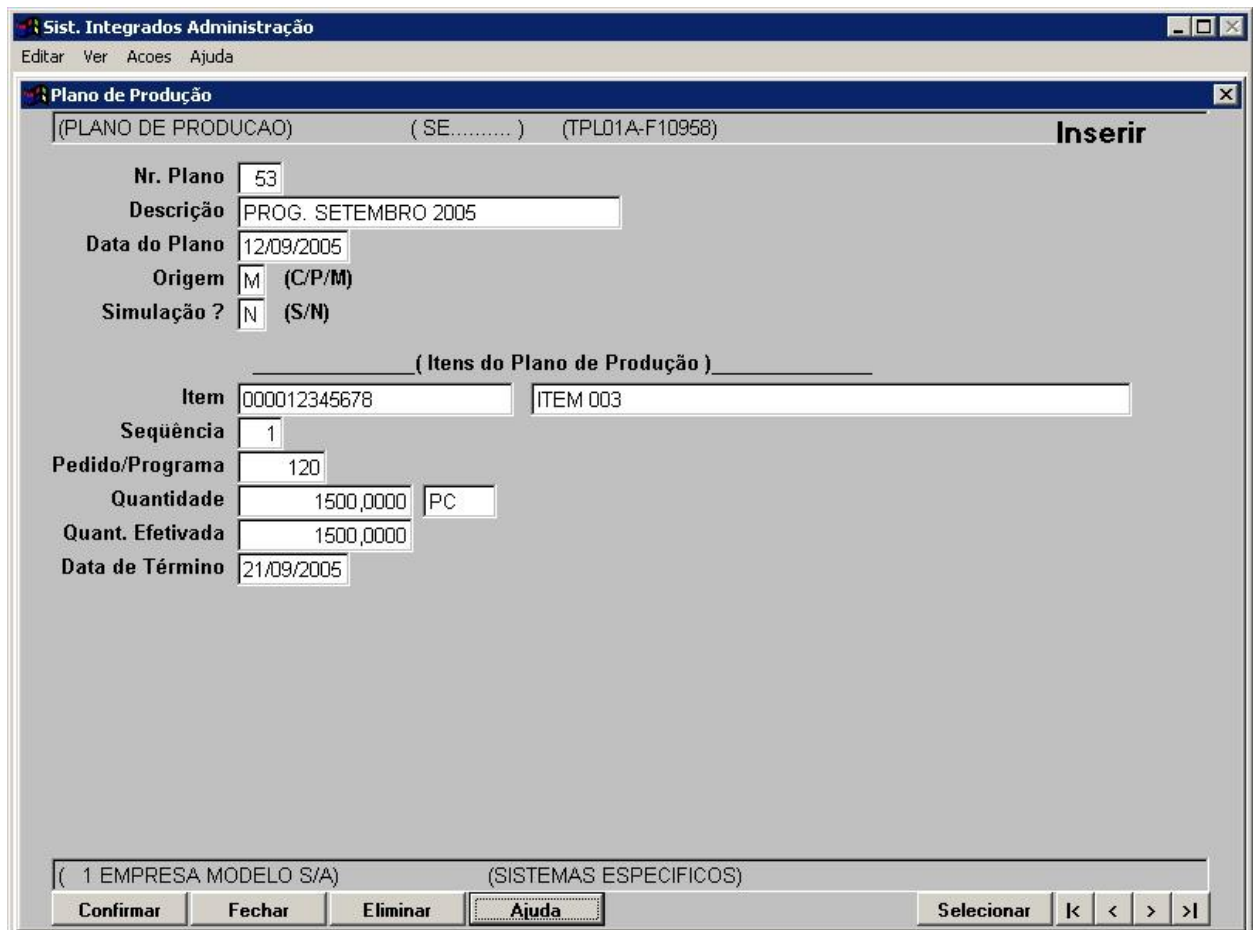 Sist. Integrados Administração
Editar Ver Acoes Ajuda
Plano de Produção
(PLANO DE PRODUCAO) ( SE.......... ) (TPL01A-F10958) Inserir
Nr. Plano 53
Descrição PROG. SETEMBRO 2005
Data do Plano 12/09/2005
Origem M (C/P/M)
Simulação ? N (S/N)
_______________( Itens do Plano de Produção )_______________
Item 000012345678 ITEM 003
Seqüência 1
Pedido/Programa 120
Quantidade 1500,0000 PC
Quant. Efetivada 1500,0000
Data de Término 21/09/2005
( 1 EMPRESA MODELO S/A) (SISTEMAS ESPECIFICOS)
Confirmar Fechar Eliminar Ajuda Selecionar |< < > >|